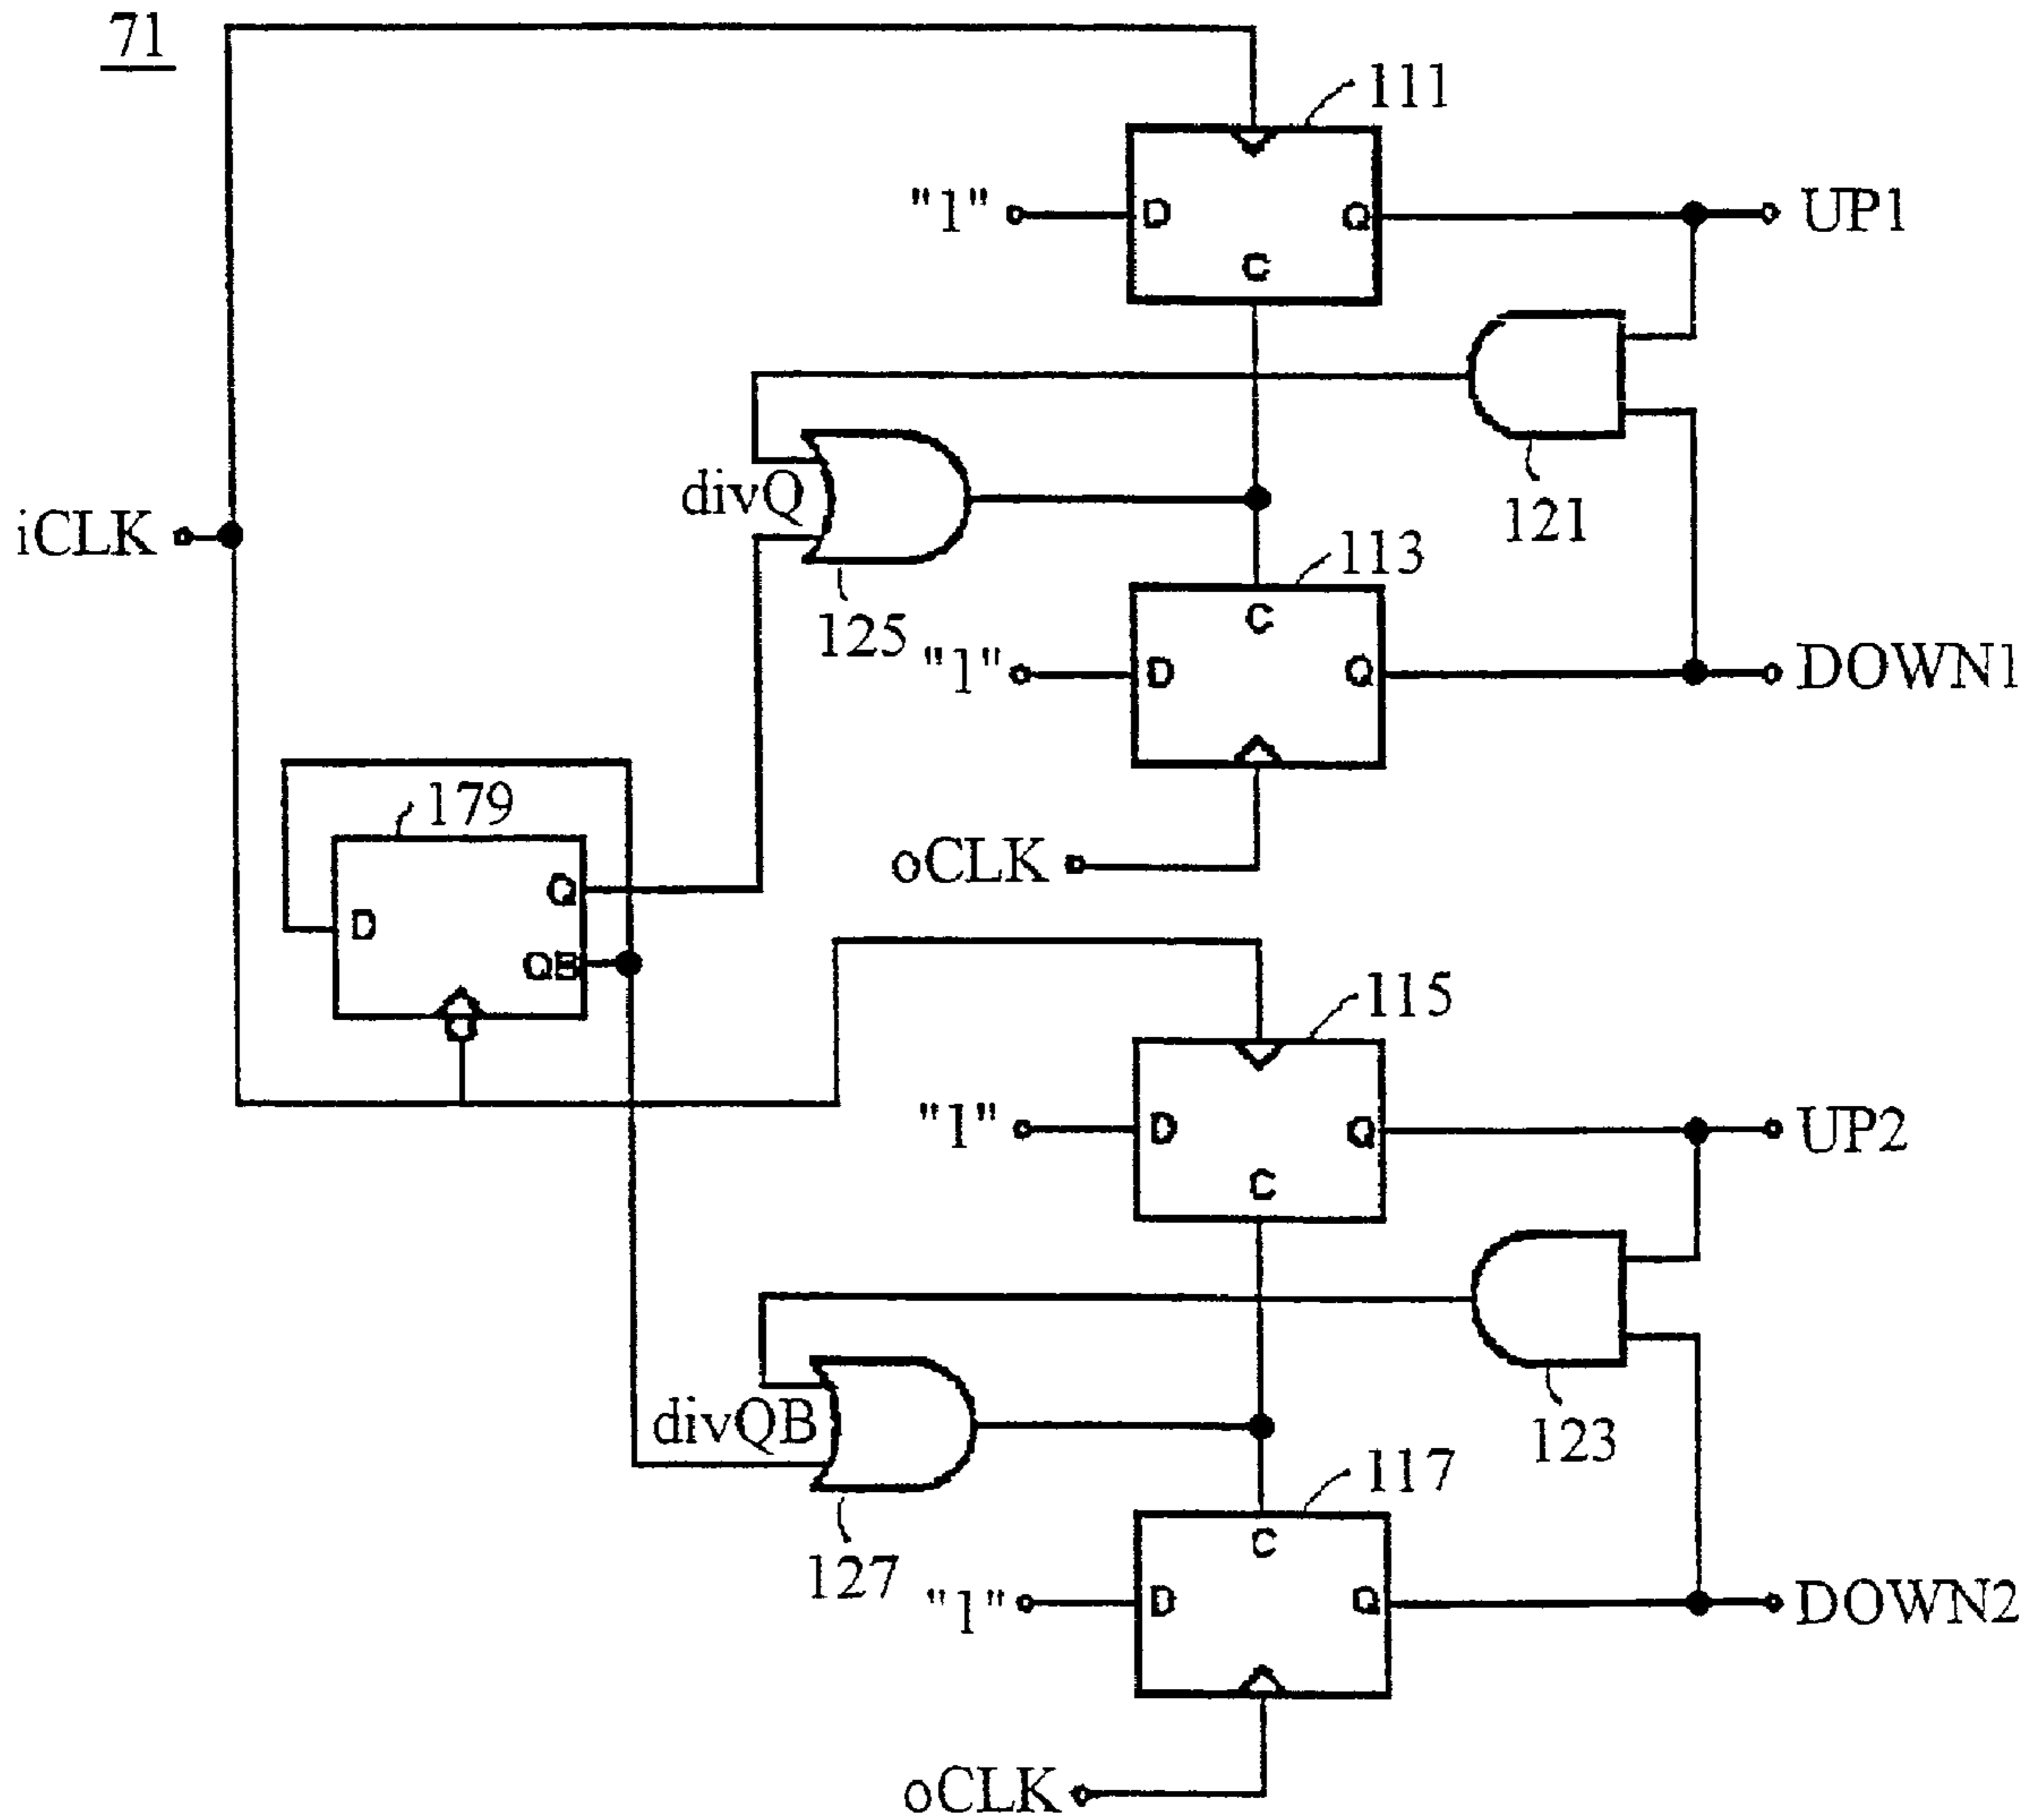 71
111
"1"
D
Q
C
UP1
121
divQ
125
iCLK
113
C
"1"
D
Q
DOWN1
oCLK
179
D
Q
QB
115
"1"
D
Q
C
UP2
123
divQB
127
117
C
"1"
D
Q
DOWN2
oCLK